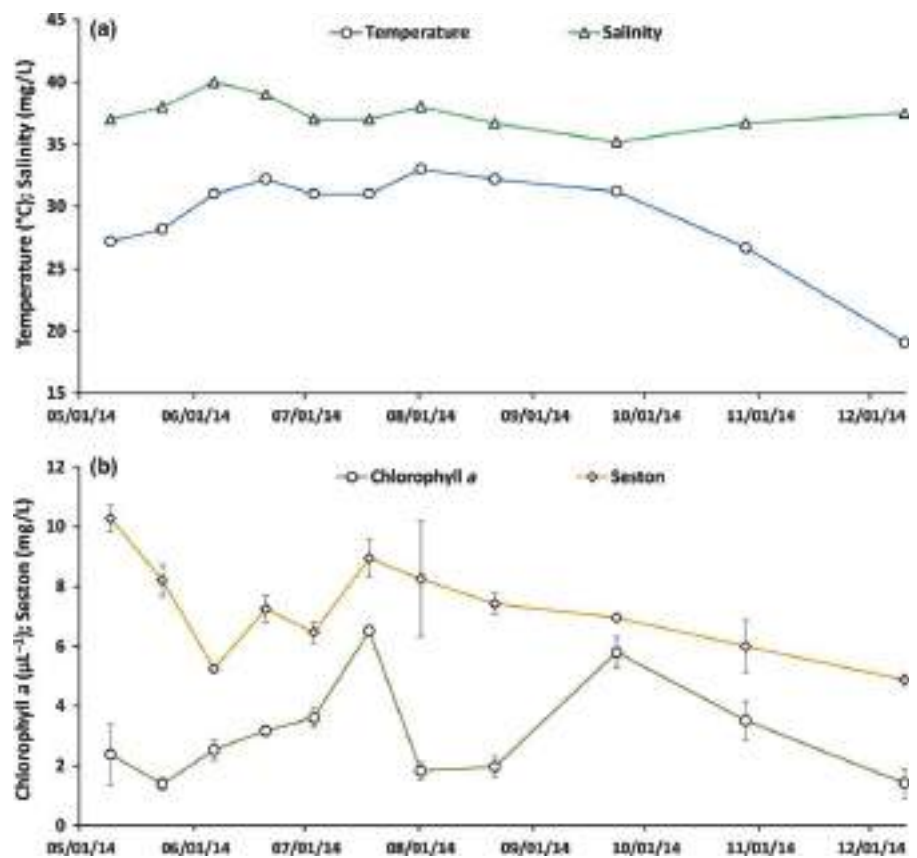 (a)
Temperature Salinity
Temperature (°C); Salinity (mg/L)
45
40
35
30
25
20
15
05/01/14 06/01/14 07/01/14 08/01/14 09/01/14 10/01/14 11/01/14 12/01/14
(b)
Chlorophyll a Seston
Chlorophyll a (µL⁻¹); Seston (mg/L)
12
10
8
6
4
2
0
05/01/14 06/01/14 07/01/14 08/01/14 09/01/14 10/01/14 11/01/14 12/01/14